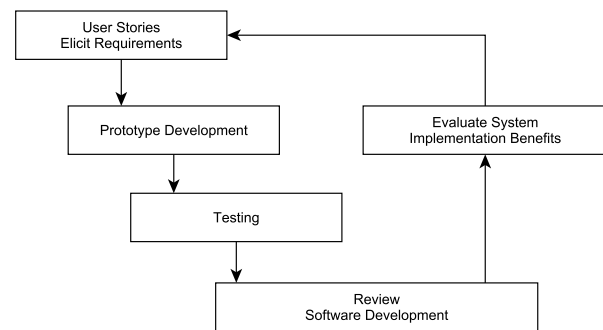 User Stories
Elicit Requirements
Prototype Development
Evaluate System
Implementation Benefits
Testing
Review
Software Development